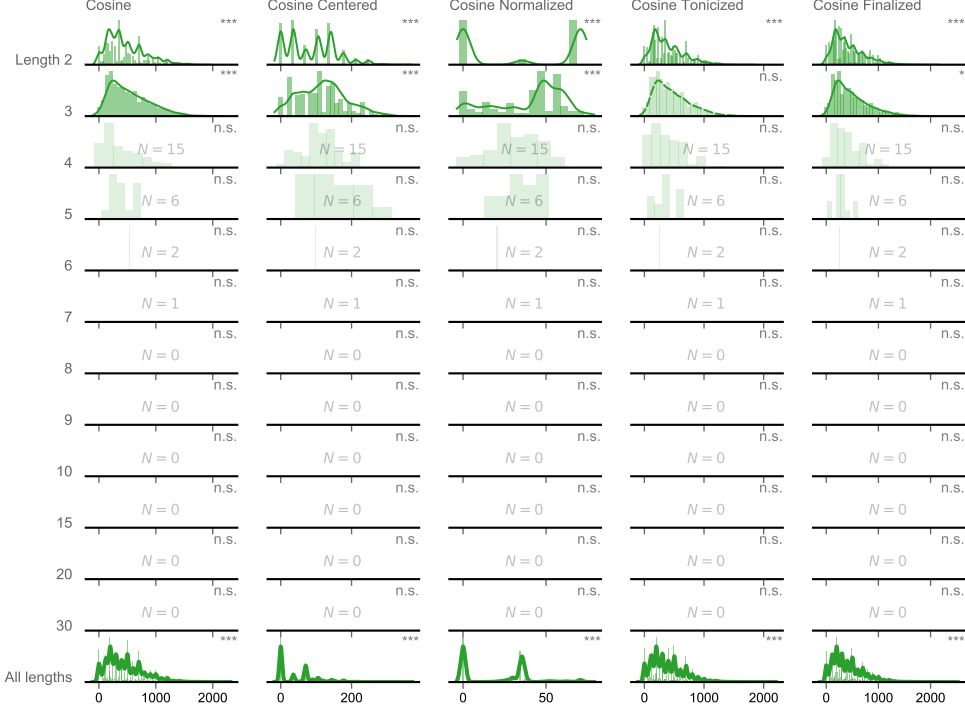 Cosine Cosine Centered Cosine Normalized Cosine Tonicized Cosine Finalized
Length 2 *** *** *** *** ***
3 *** *** *** n.s. *
4 N = 15 n.s. N = 15 n.s. N = 15 n.s. N = 15 n.s. N = 15 n.s.
5 N = 6 n.s. N = 6 n.s. N = 6 n.s. N = 6 n.s. N = 6 n.s.
6 N = 2 n.s. N = 2 n.s. N = 2 n.s. N = 2 n.s. N = 2 n.s.
7 N = 1 n.s. N = 1 n.s. N = 1 n.s. N = 1 n.s. N = 1 n.s.
8 N = 0 n.s. N = 0 n.s. N = 0 n.s. N = 0 n.s. N = 0 n.s.
9 N = 0 n.s. N = 0 n.s. N = 0 n.s. N = 0 n.s. N = 0 n.s.
10 N = 0 n.s. N = 0 n.s. N = 0 n.s. N = 0 n.s. N = 0 n.s.
15 N = 0 n.s. N = 0 n.s. N = 0 n.s. N = 0 n.s. N = 0 n.s.
20 N = 0 n.s. N = 0 n.s. N = 0 n.s. N = 0 n.s. N = 0 n.s.
30 N = 0 n.s. N = 0 n.s. N = 0 n.s. N = 0 n.s. N = 0 n.s.
All lengths *** *** *** *** ***
0 1000 2000 0 200 0 50 0 1000 2000 0 1000 2000